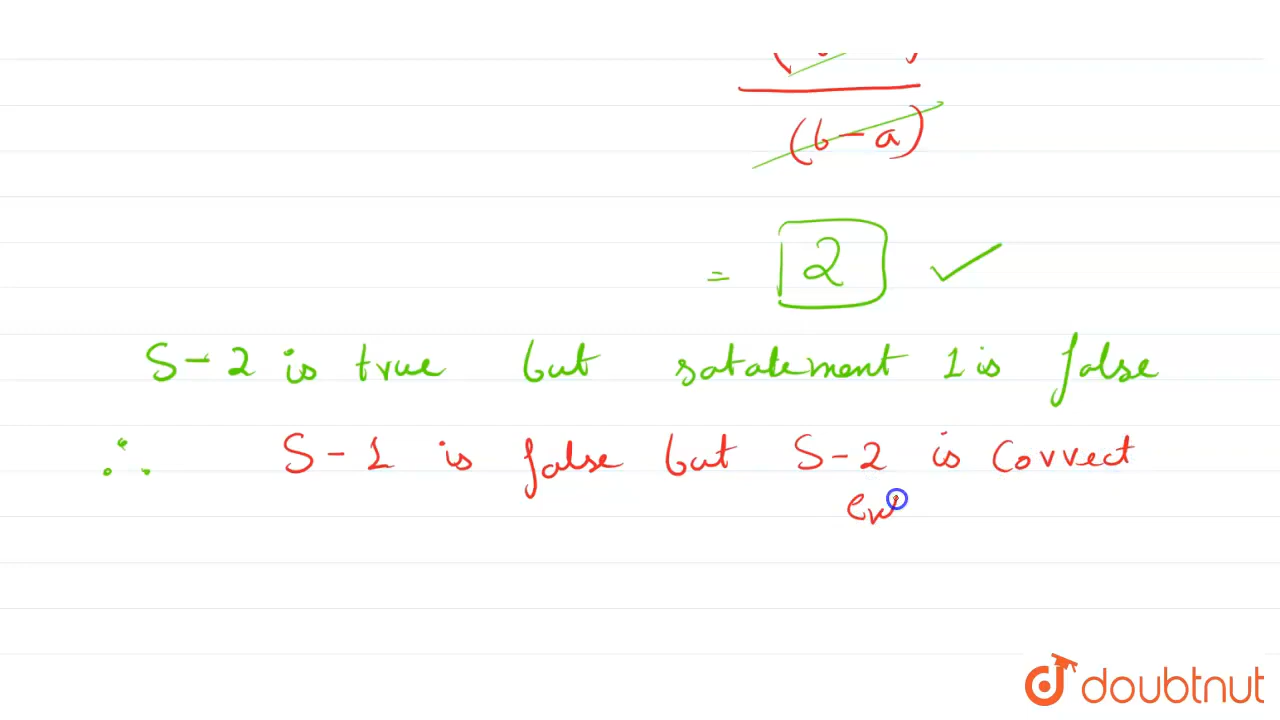 (b-a)
= 2
S-2 is true but satatement 1 is false
∴ S-1 is false but S-2 is correct
doubtnut